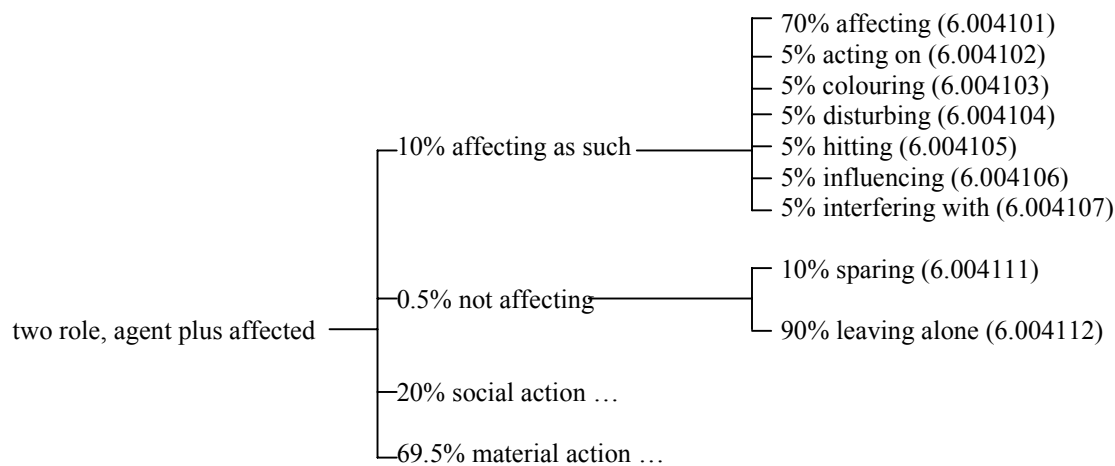 70% affecting (6.004101)
5% acting on (6.004102)
5% colouring (6.004103)
5% disturbing (6.004104)
10% affecting as such
5% hitting (6.004105)
5% influencing (6.004106)
5% interfering with (6.004107)
10% sparing (6.004111)
0.5% not affecting
two role, agent plus affected
90% leaving alone (6.004112)
20% social action …
69.5% material action …